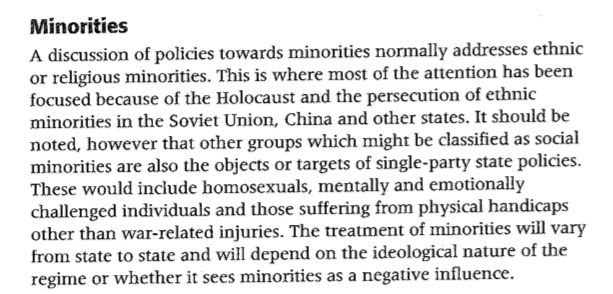 Minorities
A discussion of policies towards minorities normally addresses ethnic
or religious minorities. This is where most of the attention has been
focused because of the Holocaust and the persecution of ethnic
minorities in the Soviet Union, China and other states. It should be
noted, however that other groups which might be classified as social
minorities are also the objects or targets of single-party state policies.
These would include homosexuals, mentally and emotionally
challenged individuals and those suffering from physical handicaps
other than war-related injuries. The treatment of minorities will vary
from state to state and will depend on the ideological nature of the
regime or whether it sees minorities as a negative influence.